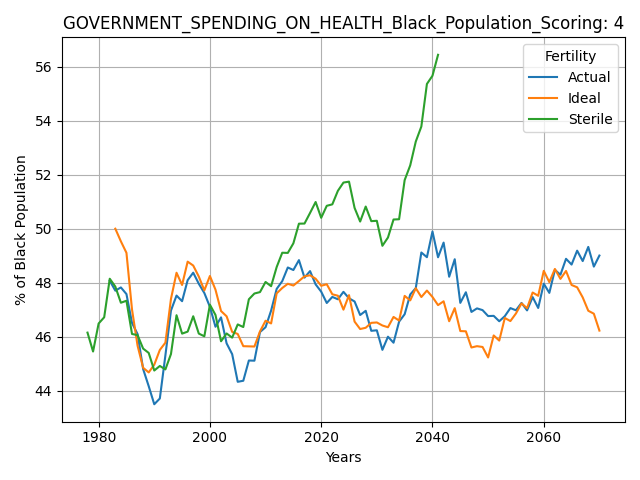 GOVERNMENT_SPENDING_ON_HEALTH_Black_Population_Scoring: 4
Fertility
Actual
Ideal
Sterile
% of Black Population
56
54
52
50
48
46
44
1980
2000
2020
2040
2060
Years